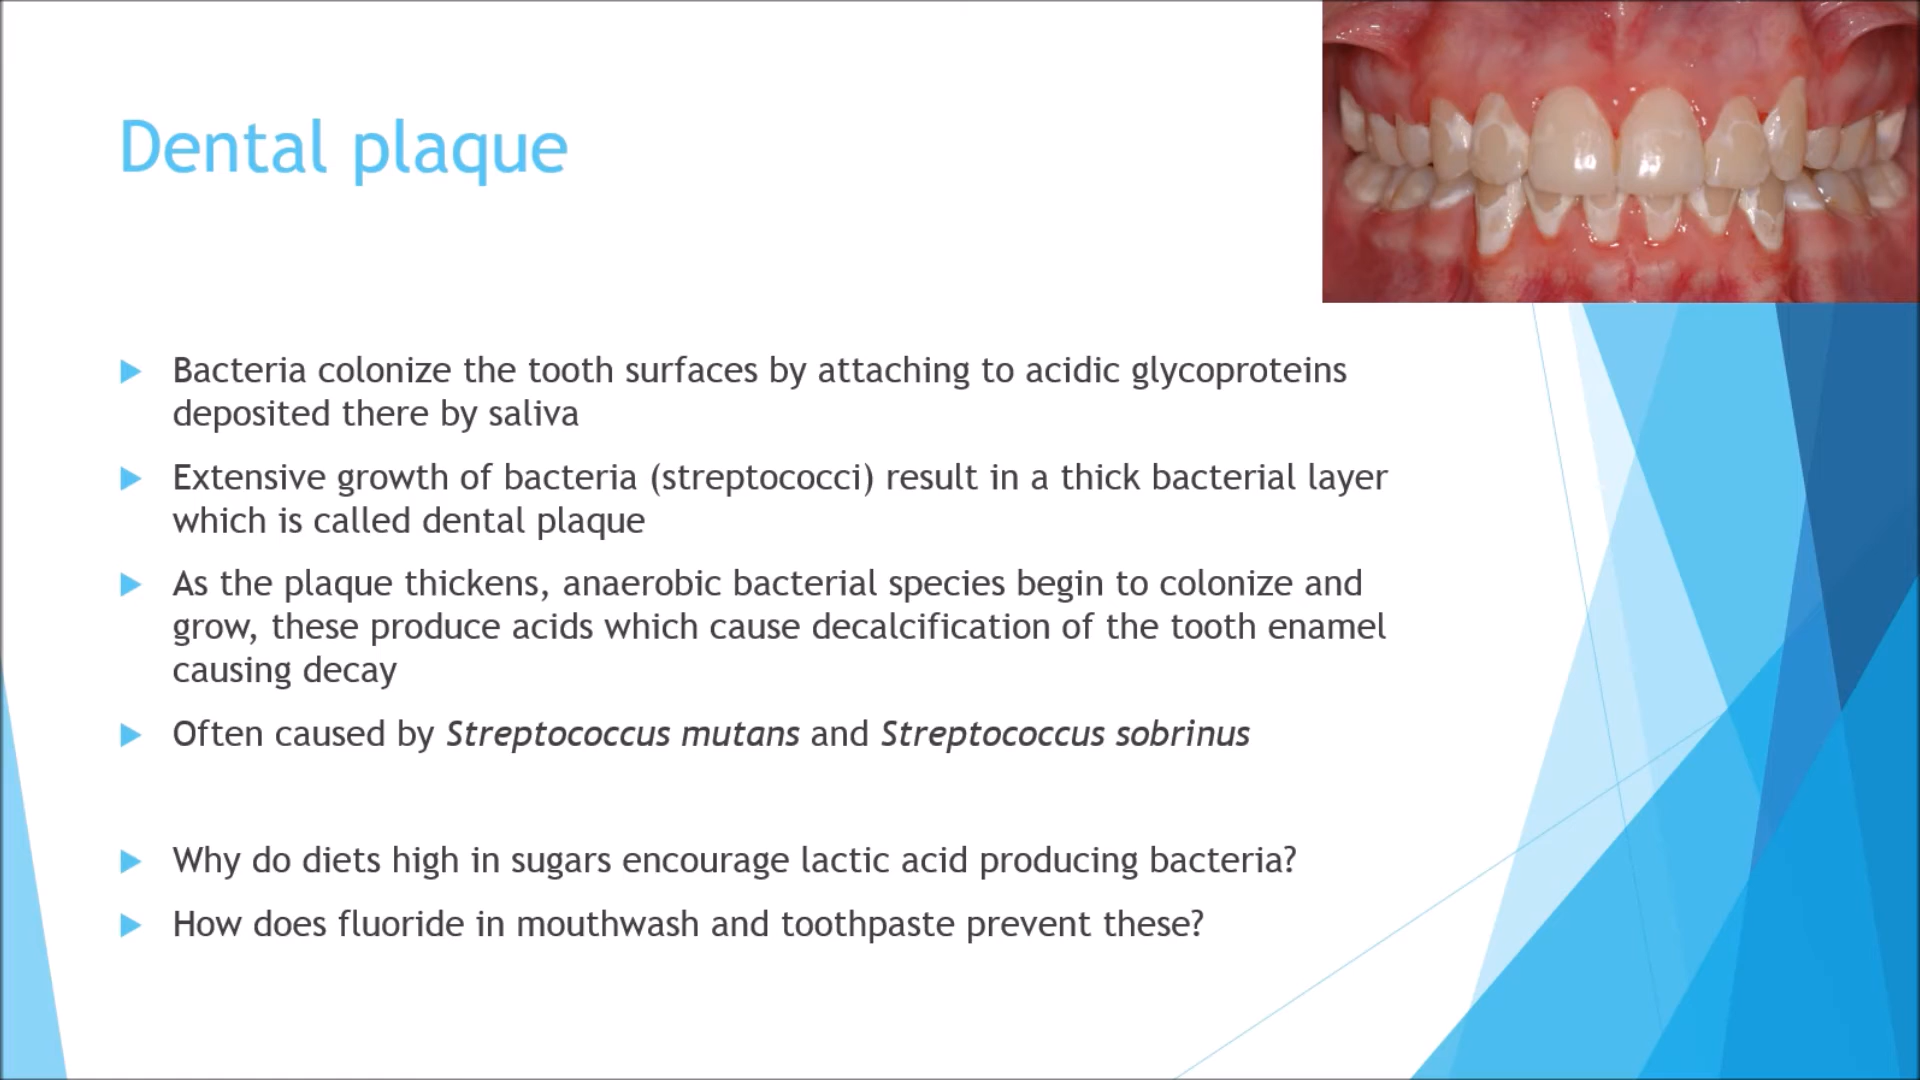 Dental plaque
Bacteria colonize the tooth surfaces by attaching to acidic glycoproteins
deposited there by saliva
Extensive growth of bacteria (streptococci) result in a thick bacterial layer
which is called dental plaque
As the plaque thickens, anaerobic bacterial species begin to colonize and
grow, these produce acids which cause decalcification of the tooth enamel
causing decay
Often caused by Streptococcus mutans and Streptococcus sobrinus
Why do diets high in sugars encourage lactic acid producing bacteria?
How does fluoride in mouthwash and toothpaste prevent these?